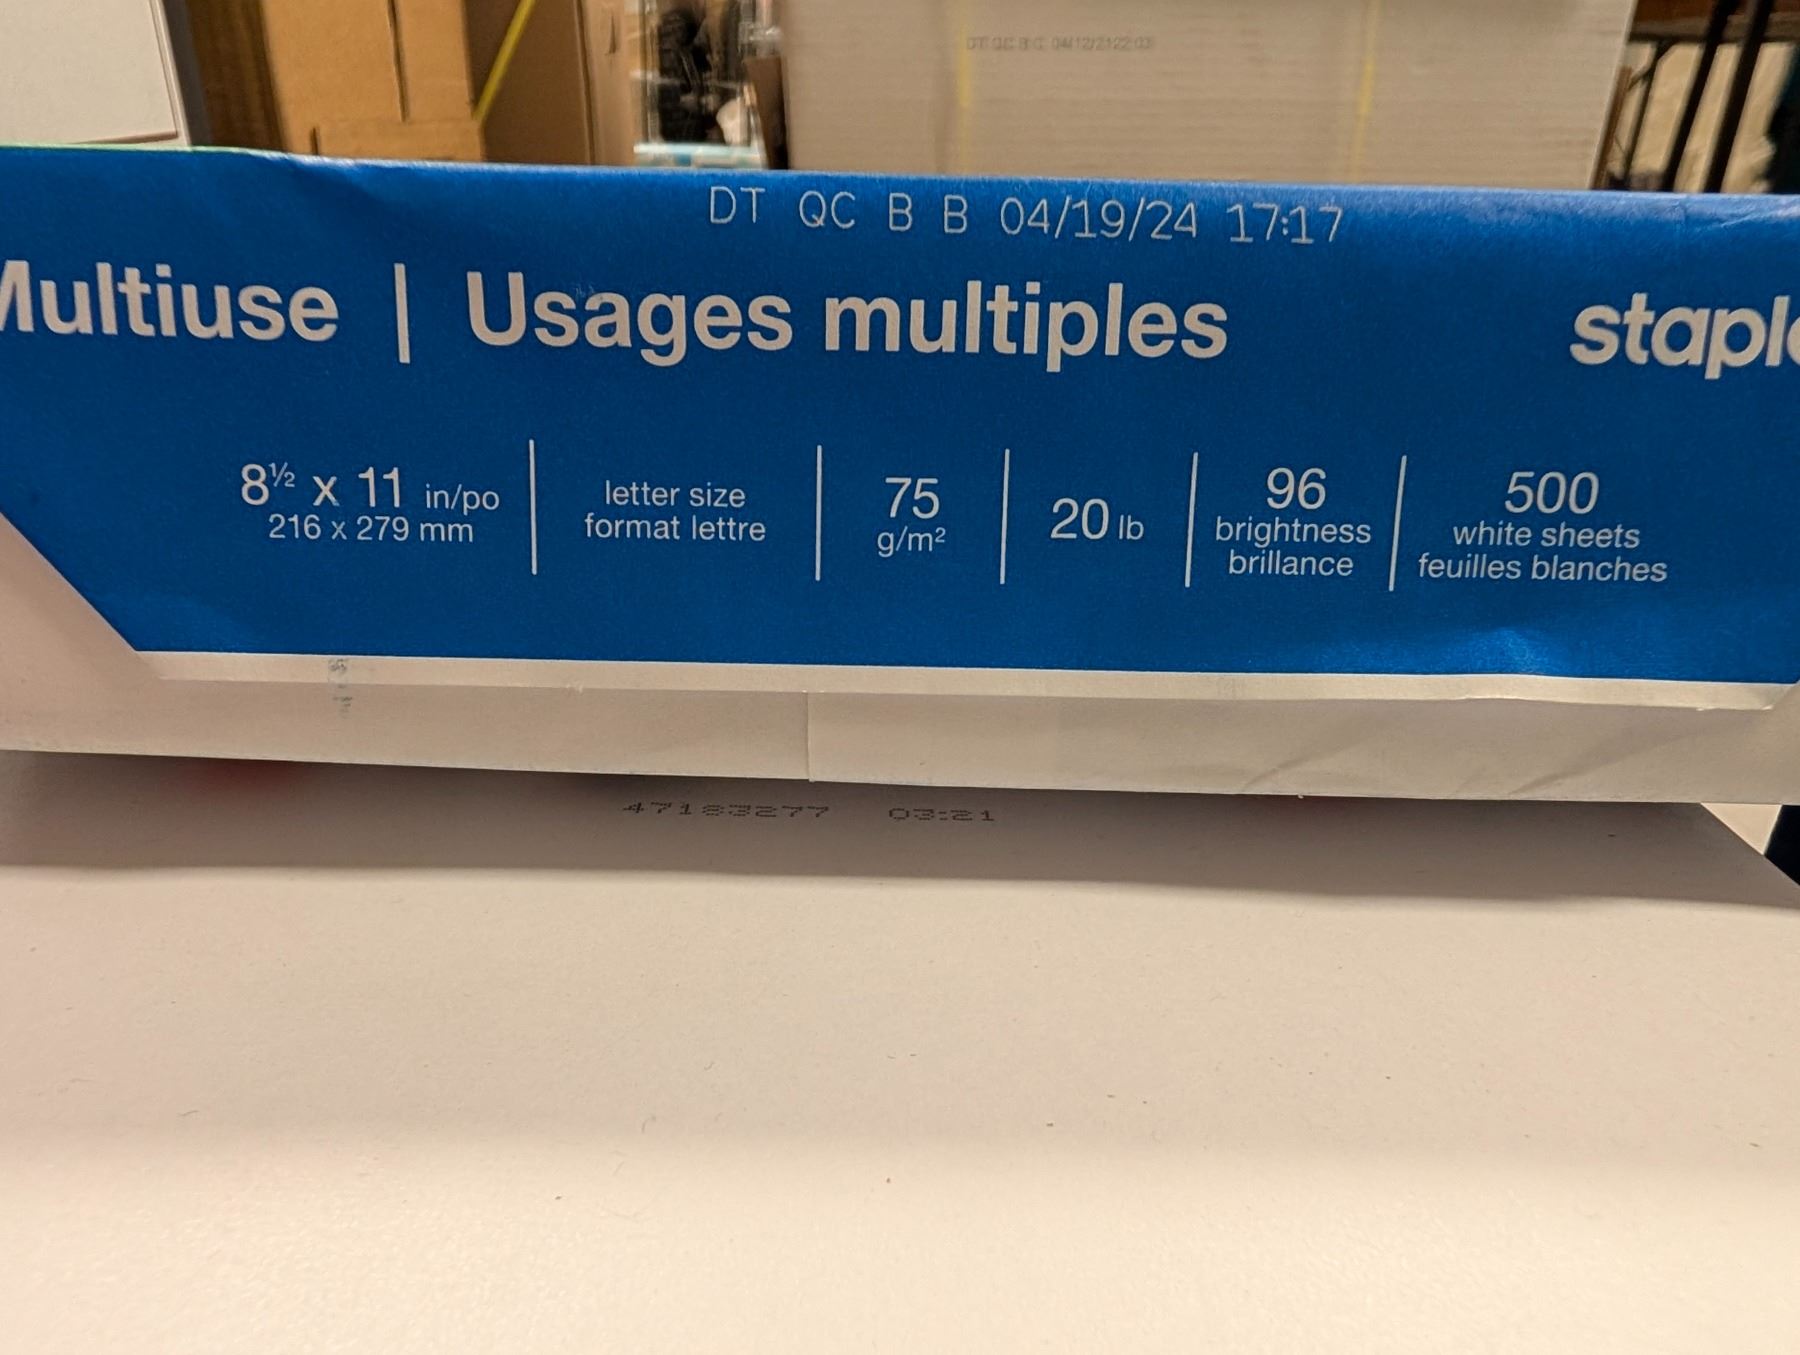 DT QC B B 04/19/24 17:17
Multiuse | Usages multiples
staple
8½ x 11 in/po
216 x 279 mm
letter size
format lettre
75
g/m²
20 lb
96
brightness
brillance
500
white sheets
feuilles blanches
47183277 03:21